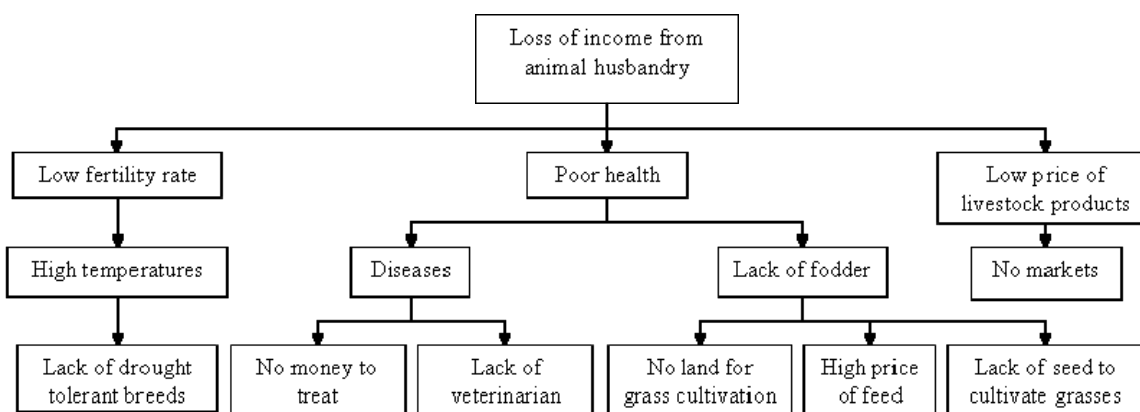 Loss of income from
animal husbandry
Low fertility rate
Poor health
Low price of
livestock products
High temperatures
Diseases
Lack of fodder
No markets
Lack of drought
tolerant breeds
No money to
treat
Lack of
veterinarian
No land for
grass cultivation
High price
of feed
Lack of seed to
cultivate grasses